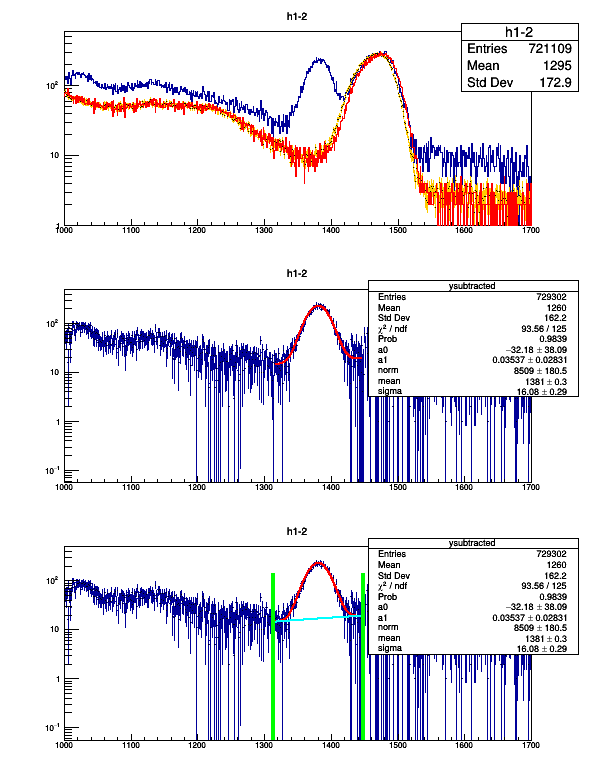 h1-2
h1-2
Entries 721109
Mean 1295
Std Dev 172.9
10²
10
1
1000 1100 1200 1300 1400 1500 1600 1700
h1-2
ysubtracted
Entries 729302
Mean 1260
Std Dev 162.2
χ² / ndf 93.56 / 125
Prob 0.9839
a0 −32.18 ± 38.09
a1 0.03537 ± 0.02831
norm 8509 ± 180.5
mean 1381 ± 0.3
sigma 16.08 ± 0.29
10²
10
1
10⁻¹
1000 1100 1200 1300 1400 1500 1600 1700
h1-2
ysubtracted
Entries 729302
Mean 1260
Std Dev 162.2
χ² / ndf 93.56 / 125
Prob 0.9839
a0 −32.18 ± 38.09
a1 0.03537 ± 0.02831
norm 8509 ± 180.5
mean 1381 ± 0.3
sigma 16.08 ± 0.29
10²
10
1
10⁻¹
1000 1100 1200 1300 1400 1500 1600 1700